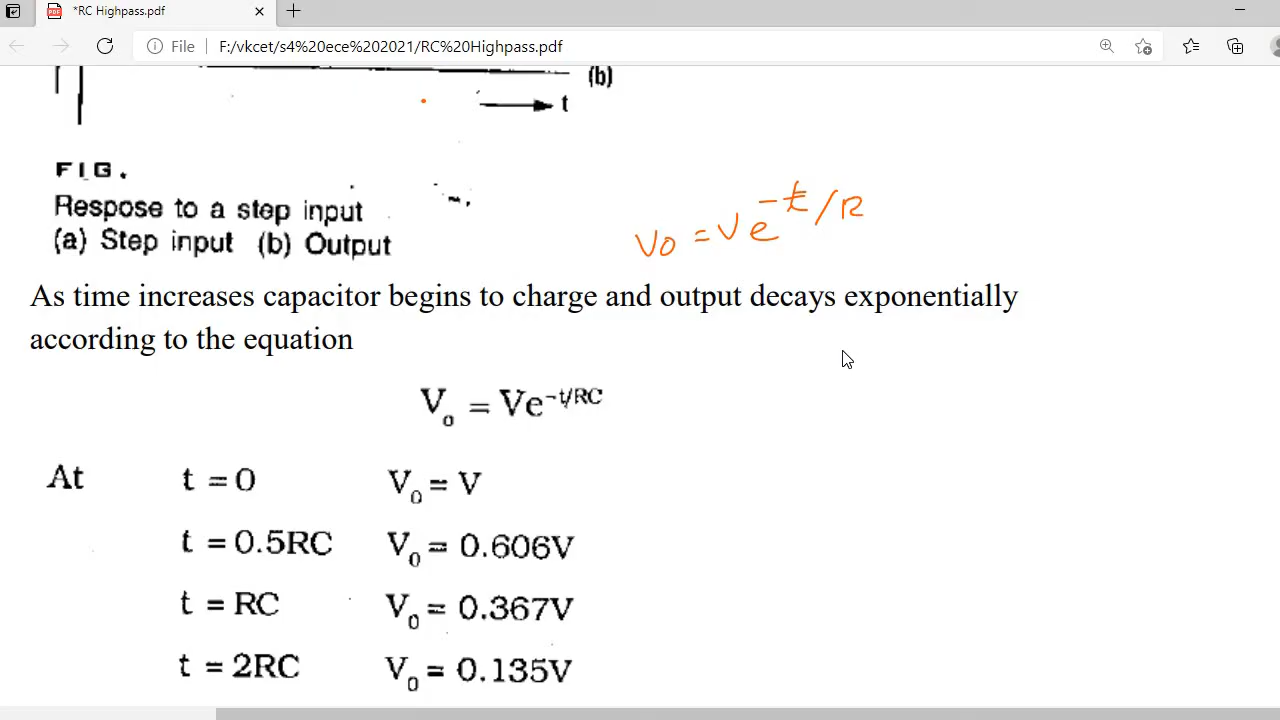 *RC Highpass.pdf
File F:/vkcet/s4%20ece%202021/RC%20Highpass.pdf
(b)
t
FIG.
Respose to a step input
(a) Step input (b) Output
Vo = Ve-t/R
As time increases capacitor begins to charge and output decays exponentially
according to the equation
V₀ = Ve-t/RC
At t = 0 V₀ = V
t = 0.5RC V₀ = 0.606V
t = RC V₀ = 0.367V
t = 2RC V₀ = 0.135V